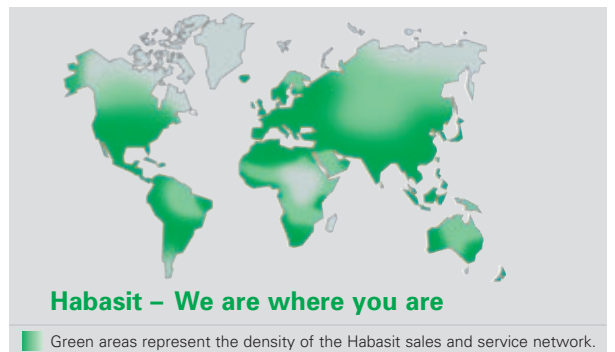 Habasit – We are where you are
Green areas represent the density of the Habasit sales and service network.